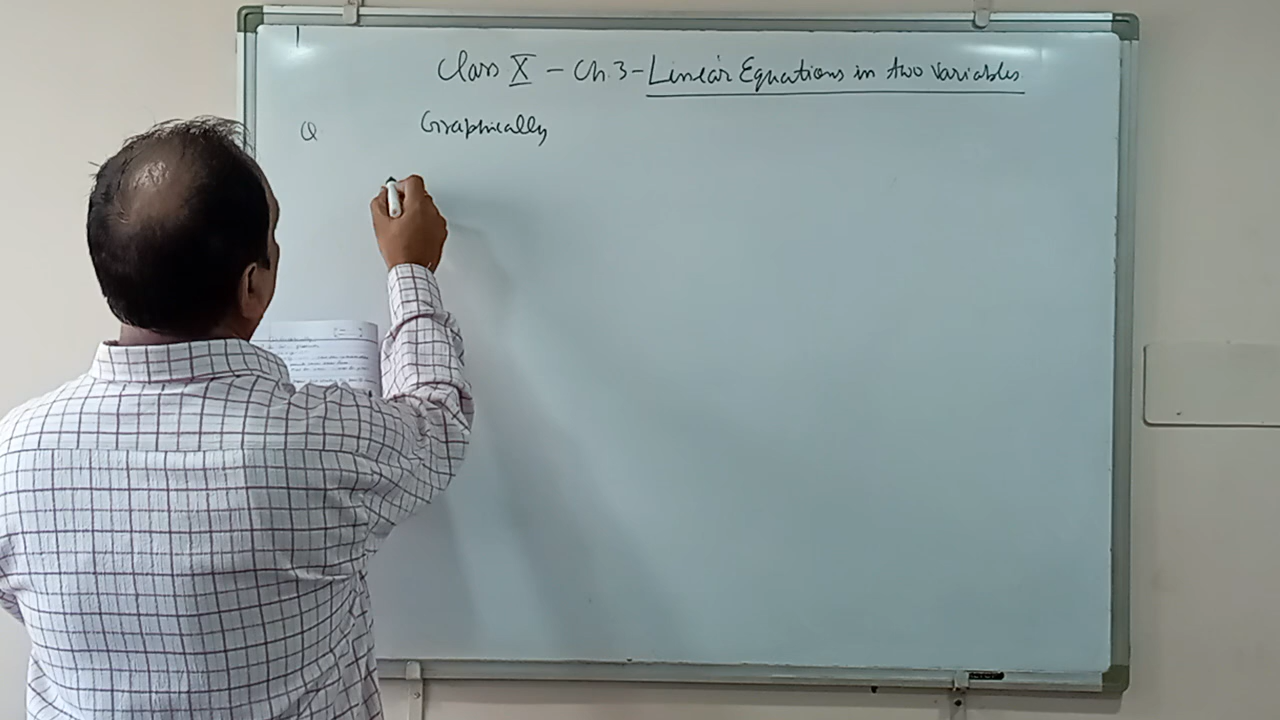 Class X - Ch.3 - Linear Equations in two variables
Q Graphically